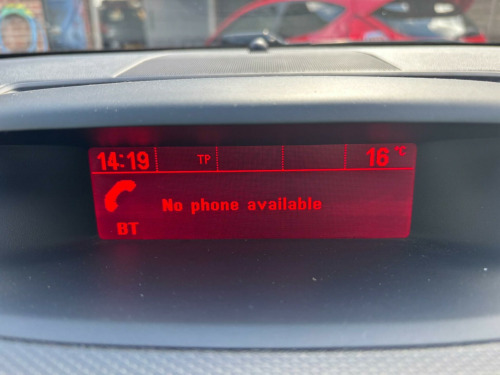 14:19 TP 16 °C
No phone available
BT